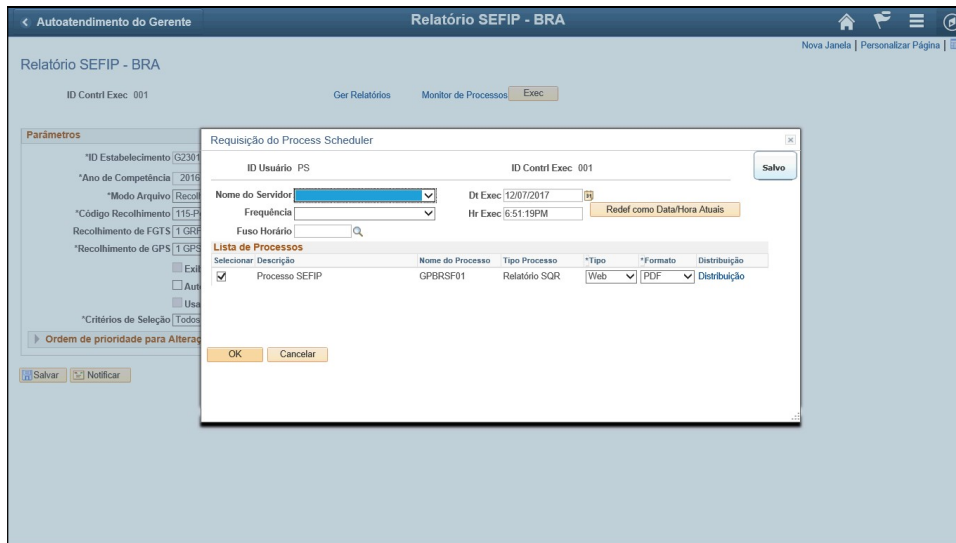 Autoatendimento do Gerente
Relatório SEFIP - BRA
Nova Janela | Personalizar Página |
Relatório SEFIP - BRA
ID Contrl Exec 001
Ger Relatórios
Monitor de Processos
Exec
Parâmetros
*ID Estabelecimento G2301
*Ano de Competência 2016
*Modo Arquivo Recol
*Código Recolhimento 115-P
Recolhimento de FGTS 1 GRF
*Recolhimento de GPS 1 GPS
Exib
Aut
Usa
*Critérios de Seleção Todos
Ordem de prioridade para Alteraç
Salvar
Notificar
Requisição do Process Scheduler
ID Usuário PS
ID Contrl Exec 001
Salvo
Nome do Servidor
Dt Exec 12/07/2017
Frequência
Hr Exec 6:51:19PM
Redef como Data/Hora Atuais
Fuso Horário
Lista de Processos
Selecionar Descrição Nome do Processo Tipo Processo *Tipo *Formato Distribuição
Processo SEFIP GPBRSF01 Relatório SQR Web PDF Distribuição
OK
Cancelar